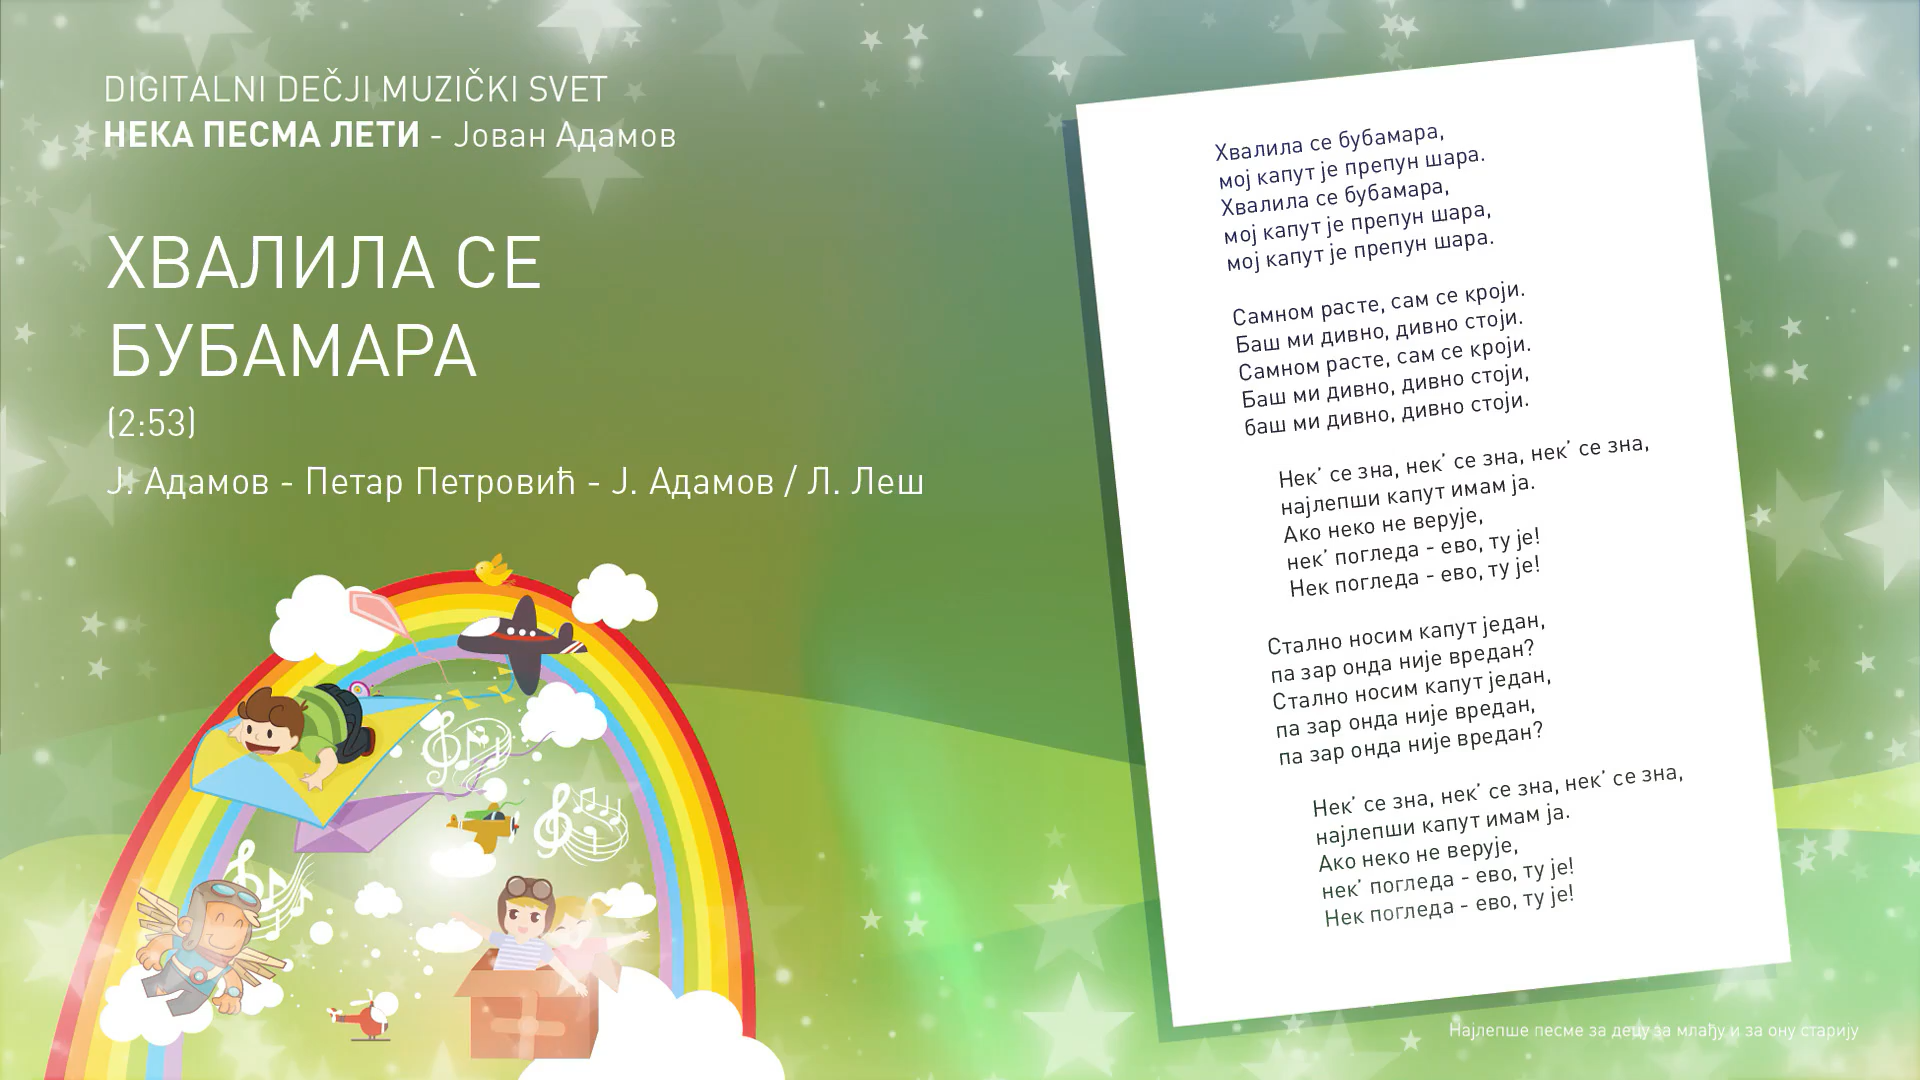 DIGITALNI DEČJI MUZIČKI SVET
НЕКА ПЕСМА ЛЕТИ - Јован Адамов
ХВАЛИЛА СЕ
БУБАМАРА
(2:53)
Ј. Адамов - Петар Петровић - Ј. Адамов / Л. Леш
Хвалила се бубамара,
мој капут је препун шара.
Хвалила се бубамара,
мој капут је препун шара,
мој капут је препун шара.
Самном расте, сам се кроји.
Баш ми дивно, дивно стоји.
Самном расте, сам се кроји.
Баш ми дивно, дивно стоји,
баш ми дивно, дивно стоји.
Нек’ се зна, нек’ се зна, нек’ се зна,
најлепши капут имам ја.
Ако неко не верује,
нек’ погледа - ево, ту је!
Нек погледа - ево, ту је!
Стално носим капут један,
па зар онда није вредан?
Стално носим капут један,
па зар онда није вредан,
па зар онда није вредан?
Нек’ се зна, нек’ се зна, нек’ се зна,
најлепши капут имам ја.
Ако неко не верује,
нек’ погледа - ево, ту је!
Нек погледа - ево, ту је!
Најлепше песме за децу за млађу и за ону старију